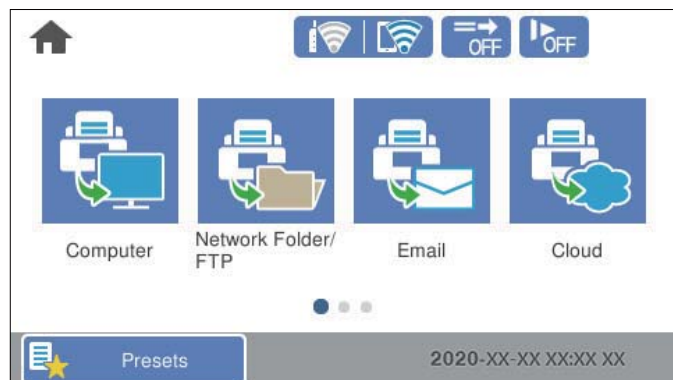 OFF
OFF
Computer
Network Folder/
FTP
Email
Cloud
Presets
2020-XX-XX XX:XX XX